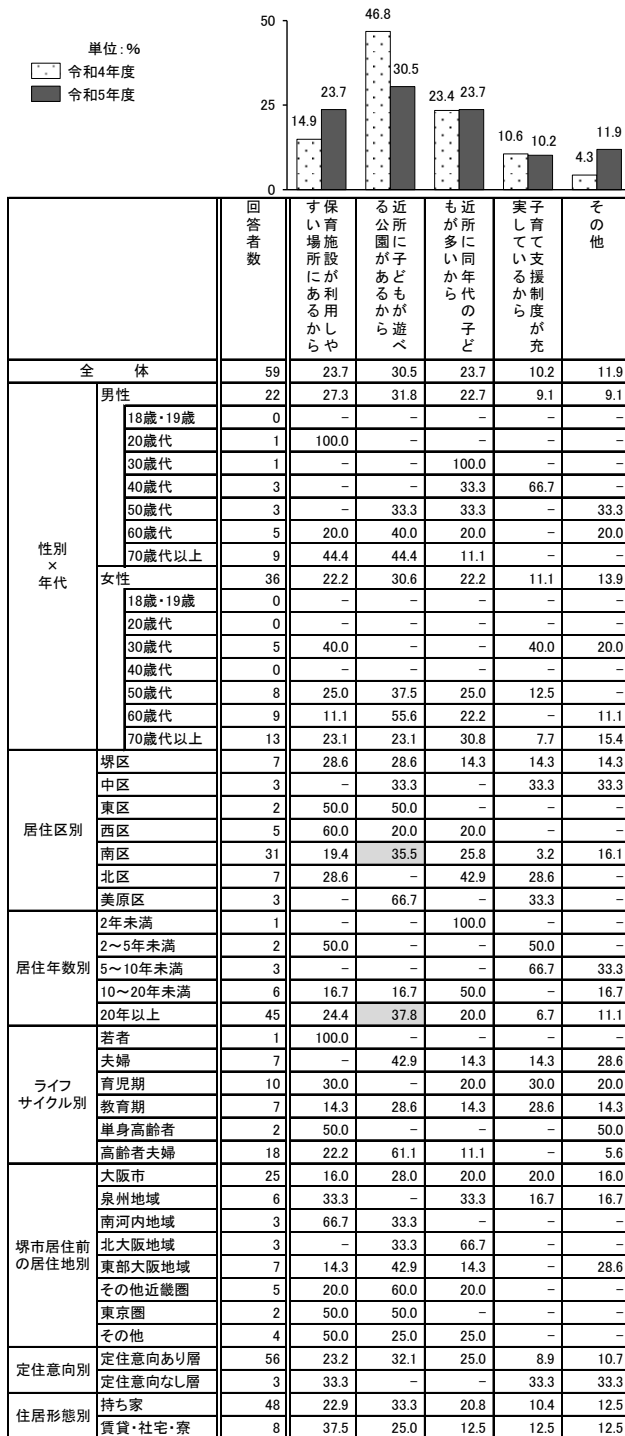 単位：%
令和4年度
令和5年度
50
25
0
14.9 23.7
46.8 30.5
23.4 23.7
10.6 10.2
4.3 11.9
回答者数 保育施設が利用しやすい場所にあるから 近所に子どもが遊べる公園があるから 近所に同年代の子どもが多いから 子育て支援制度が充実しているから その他
全 体 59 23.7 30.5 23.7 10.2 11.9
性別×年代
男性 22 27.3 31.8 22.7 9.1 9.1
18歳・19歳 0 − − − − −
20歳代 1 100.0 − − − −
30歳代 1 − − 100.0 − −
40歳代 3 − − 33.3 66.7 −
50歳代 3 − 33.3 33.3 − 33.3
60歳代 5 20.0 40.0 20.0 − 20.0
70歳代以上 9 44.4 44.4 11.1 − −
女性 36 22.2 30.6 22.2 11.1 13.9
18歳・19歳 0 − − − − −
20歳代 0 − − − − −
30歳代 5 40.0 − − 40.0 20.0
40歳代 0 − − − − −
50歳代 8 25.0 37.5 25.0 12.5 −
60歳代 9 11.1 55.6 22.2 − 11.1
70歳代以上 13 23.1 23.1 30.8 7.7 15.4
居住区別
堺区 7 28.6 28.6 14.3 14.3 14.3
中区 3 − 33.3 − 33.3 33.3
東区 2 50.0 50.0 − − −
西区 5 60.0 20.0 20.0 − −
南区 31 19.4 35.5 25.8 3.2 16.1
北区 7 28.6 − 42.9 28.6 −
美原区 3 − 66.7 − 33.3 −
居住年数別
2年未満 1 − − 100.0 − −
2〜5年未満 2 50.0 − − 50.0 −
5〜10年未満 3 − − − 66.7 33.3
10〜20年未満 6 16.7 16.7 50.0 − 16.7
20年以上 45 24.4 37.8 20.0 6.7 11.1
ライフサイクル別
若者 1 100.0 − − − −
夫婦 7 − 42.9 14.3 14.3 28.6
育児期 10 30.0 − 20.0 30.0 20.0
教育期 7 14.3 28.6 14.3 28.6 14.3
単身高齢者 2 50.0 − − − 50.0
高齢者夫婦 18 22.2 61.1 11.1 − 5.6
堺市居住前の居住地別
大阪市 25 16.0 28.0 20.0 20.0 16.0
泉州地域 6 33.3 − 33.3 16.7 16.7
南河内地域 3 66.7 33.3 − − −
北大阪地域 3 − 33.3 66.7 − −
東部大阪地域 7 14.3 42.9 14.3 − 28.6
その他近畿圏 5 20.0 60.0 20.0 − −
東京圏 2 50.0 50.0 − − −
その他 4 50.0 25.0 25.0 − −
定住意向別
定住意向あり層 56 23.2 32.1 25.0 8.9 10.7
定住意向なし層 3 33.3 − − 33.3 33.3
住居形態別
持ち家 48 22.9 33.3 20.8 10.4 12.5
賃貸・社宅・寮 8 37.5 25.0 12.5 12.5 12.5